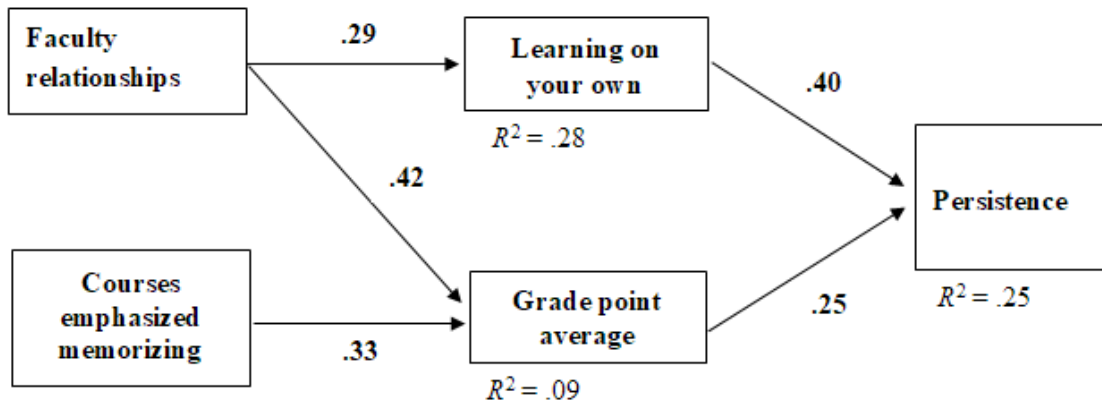 Faculty
relationships
.29
Learning on
your own
R² = .28
.40
.42
Persistence
R² = .25
Courses
emphasized
memorizing
.33
Grade point
average
R² = .09
.25